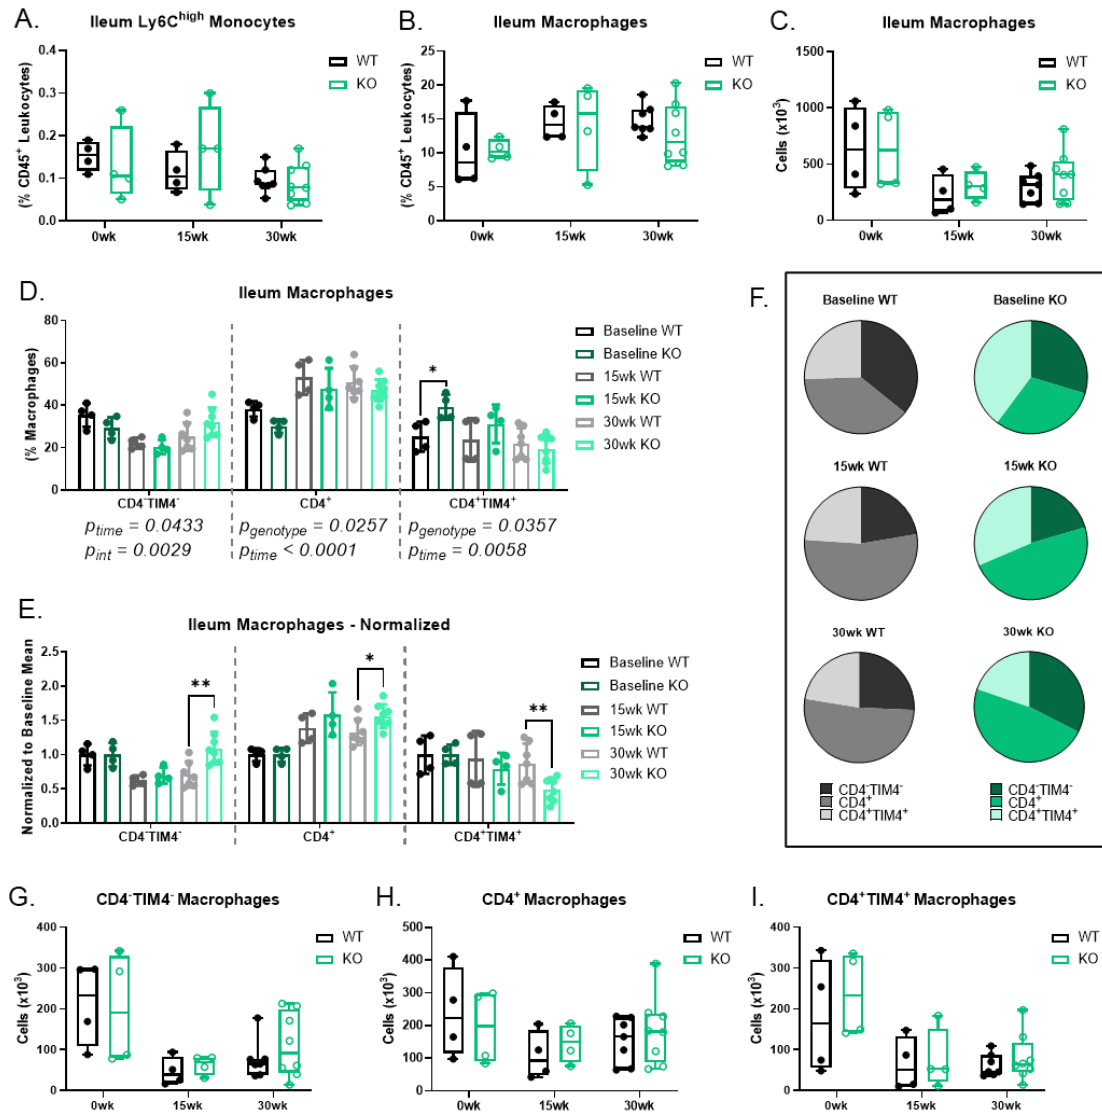 A.
Ileum Ly6C^high Monocytes
(% CD45⁺ Leukocytes)
0.4
0.3
0.2
0.1
0.0
0wk
15wk
30wk
WT
KO
B.
Ileum Macrophages
(% CD45⁺ Leukocytes)
25
20
15
10
5
0
0wk
15wk
30wk
WT
KO
C.
Ileum Macrophages
Cells (x10³)
1500
1000
500
0
0wk
15wk
30wk
WT
KO
D.
Ileum Macrophages
(% Macrophages)
80
60
40
20
0
*
CD4⁻TIM4⁻
CD4⁺
CD4⁺TIM4⁺
Baseline WT
Baseline KO
15wk WT
15wk KO
30wk WT
30wk KO
p_time = 0.0433
p_int = 0.0029
p_genotype = 0.0257
p_time < 0.0001
p_genotype = 0.0357
p_time = 0.0058
E.
Ileum Macrophages - Normalized
Normalized to Baseline Mean
2.5
2.0
1.5
1.0
0.5
0.0
**
*
**
CD4⁻TIM4⁻
CD4⁺
CD4⁺TIM4⁺
Baseline WT
Baseline KO
15wk WT
15wk KO
30wk WT
30wk KO
F.
Baseline WT
Baseline KO
15wk WT
15wk KO
30wk WT
30wk KO
CD4⁻TIM4⁻
CD4⁺
CD4⁺TIM4⁺
CD4⁻TIM4⁻
CD4⁺
CD4⁺TIM4⁺
G.
CD4⁻TIM4⁻ Macrophages
Cells (x10³)
400
300
200
100
0
0wk
15wk
30wk
WT
KO
H.
CD4⁺ Macrophages
Cells (x10³)
500
400
300
200
100
0
0wk
15wk
30wk
WT
KO
I.
CD4⁺TIM4⁺ Macrophages
Cells (x10³)
400
300
200
100
0
0wk
15wk
30wk
WT
KO